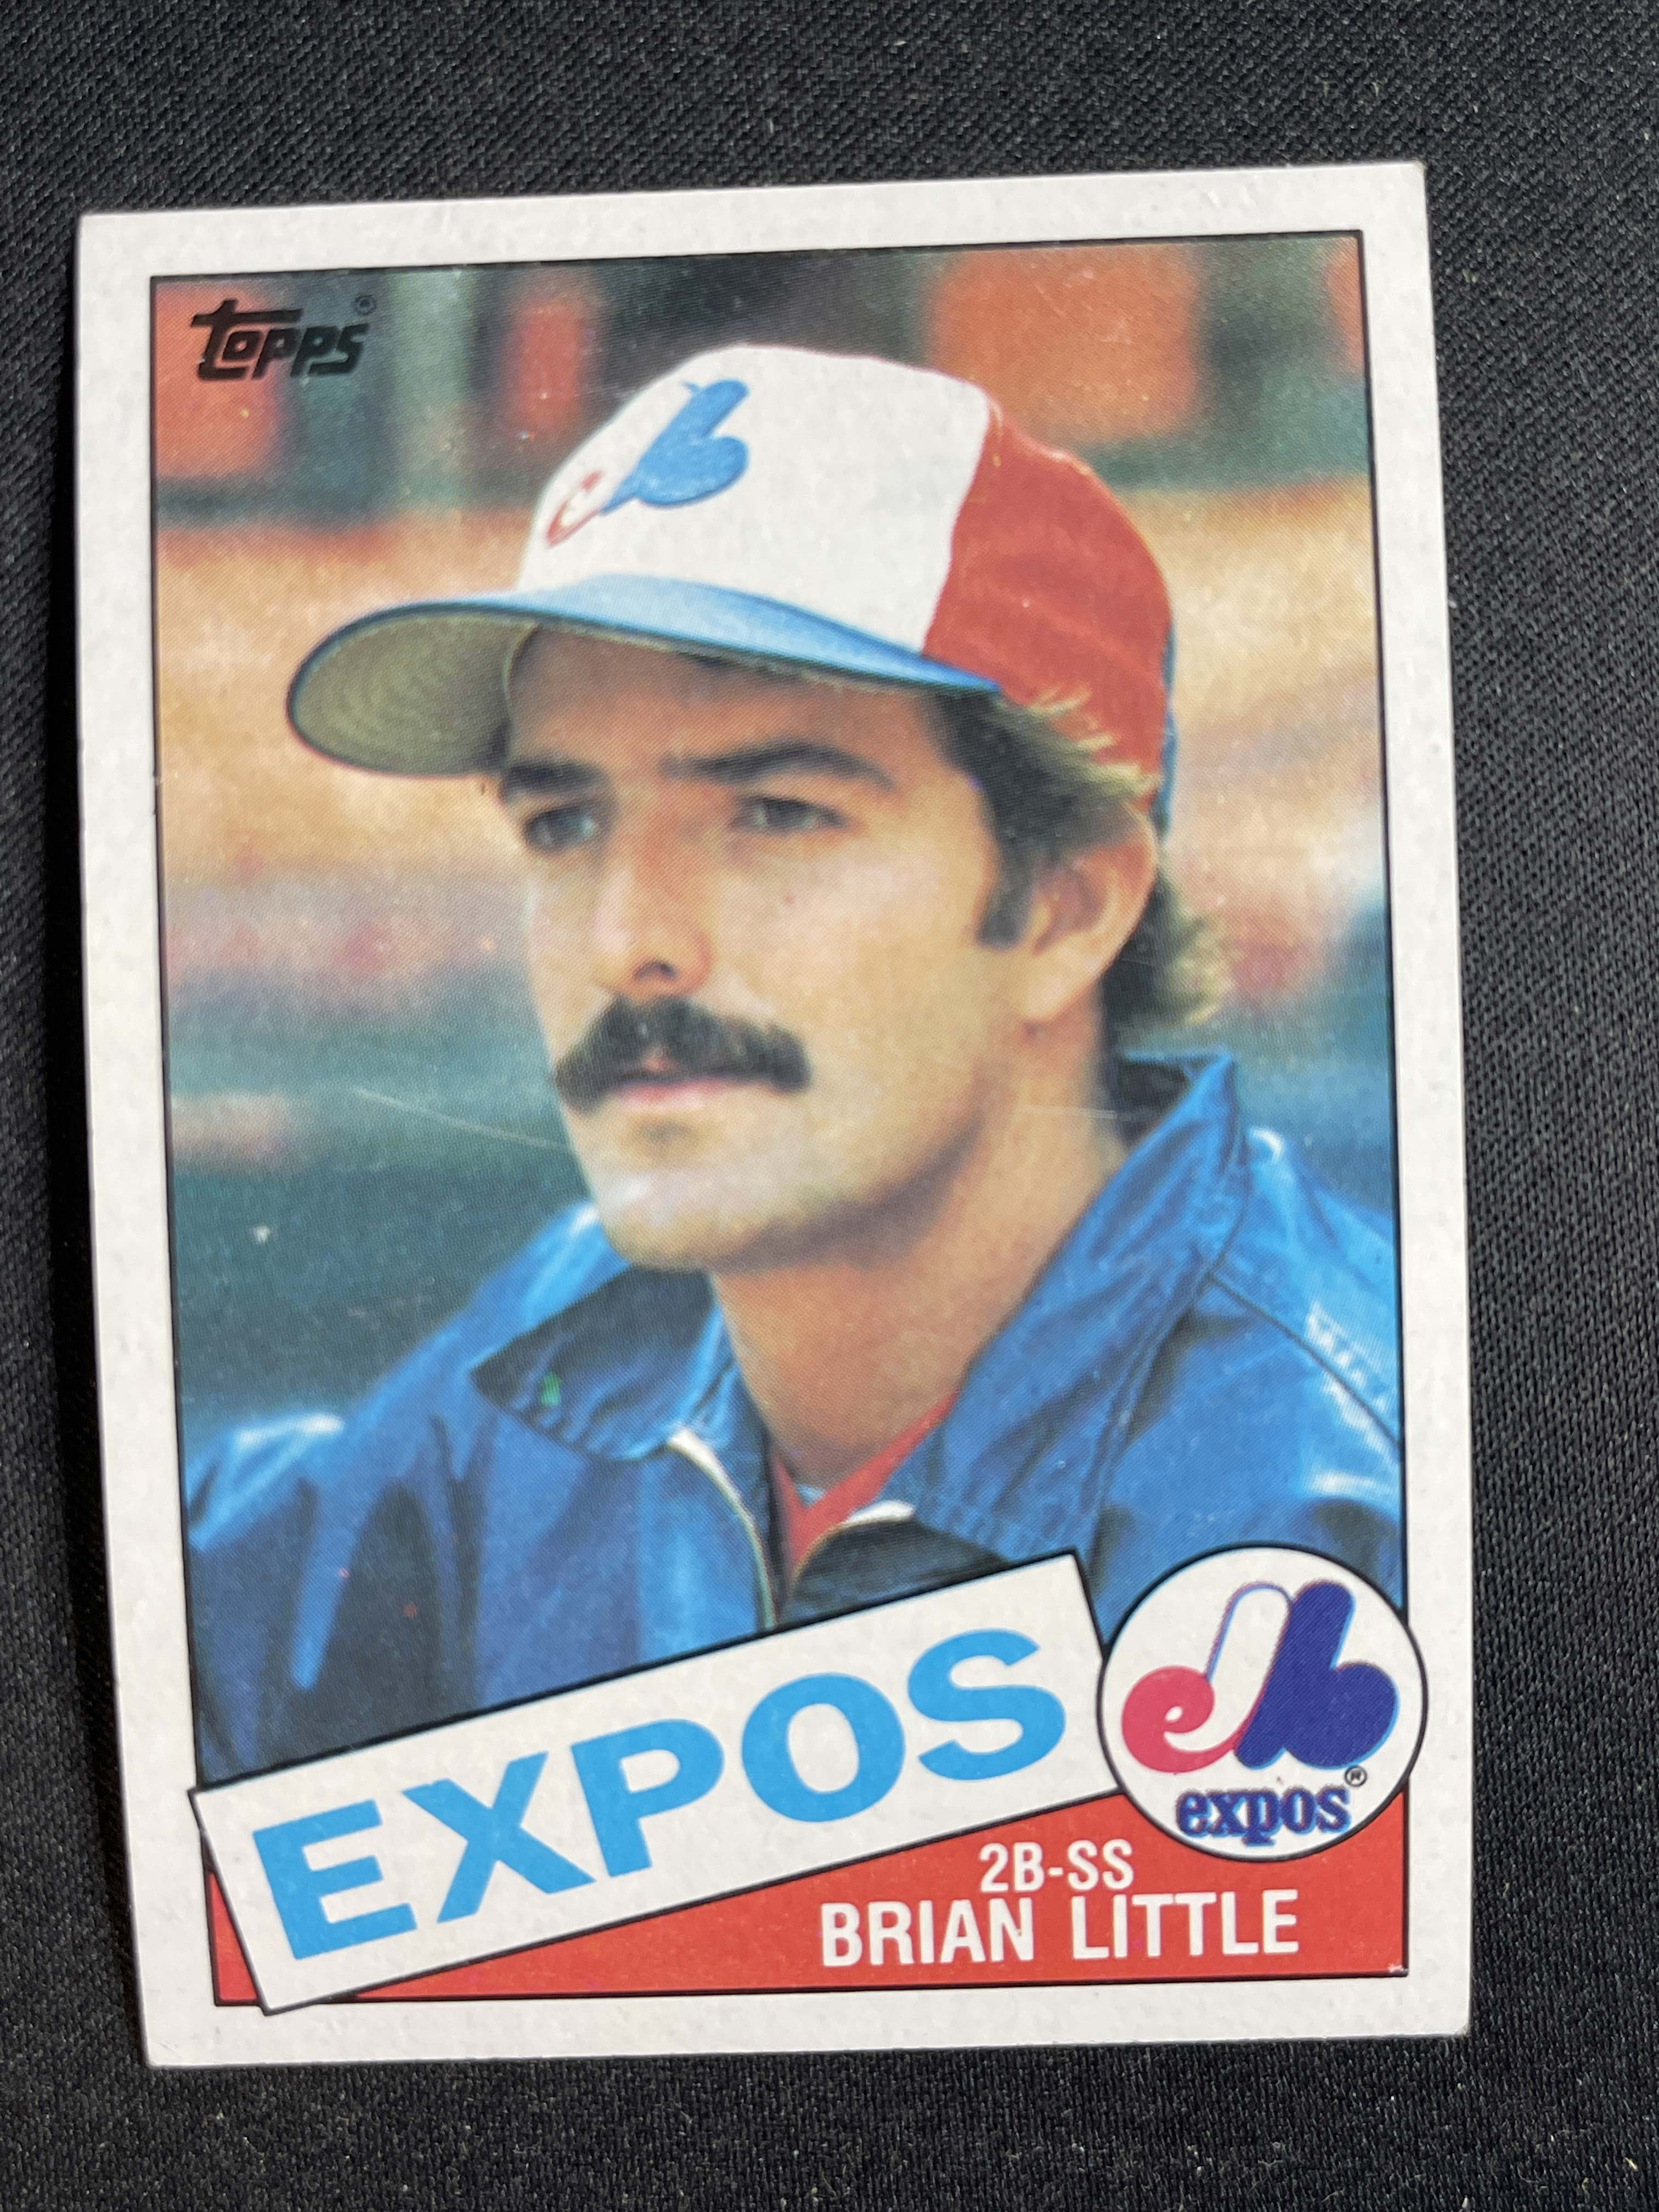 Topps®
EXPOS
expos®
2B-SS
BRIAN LITTLE